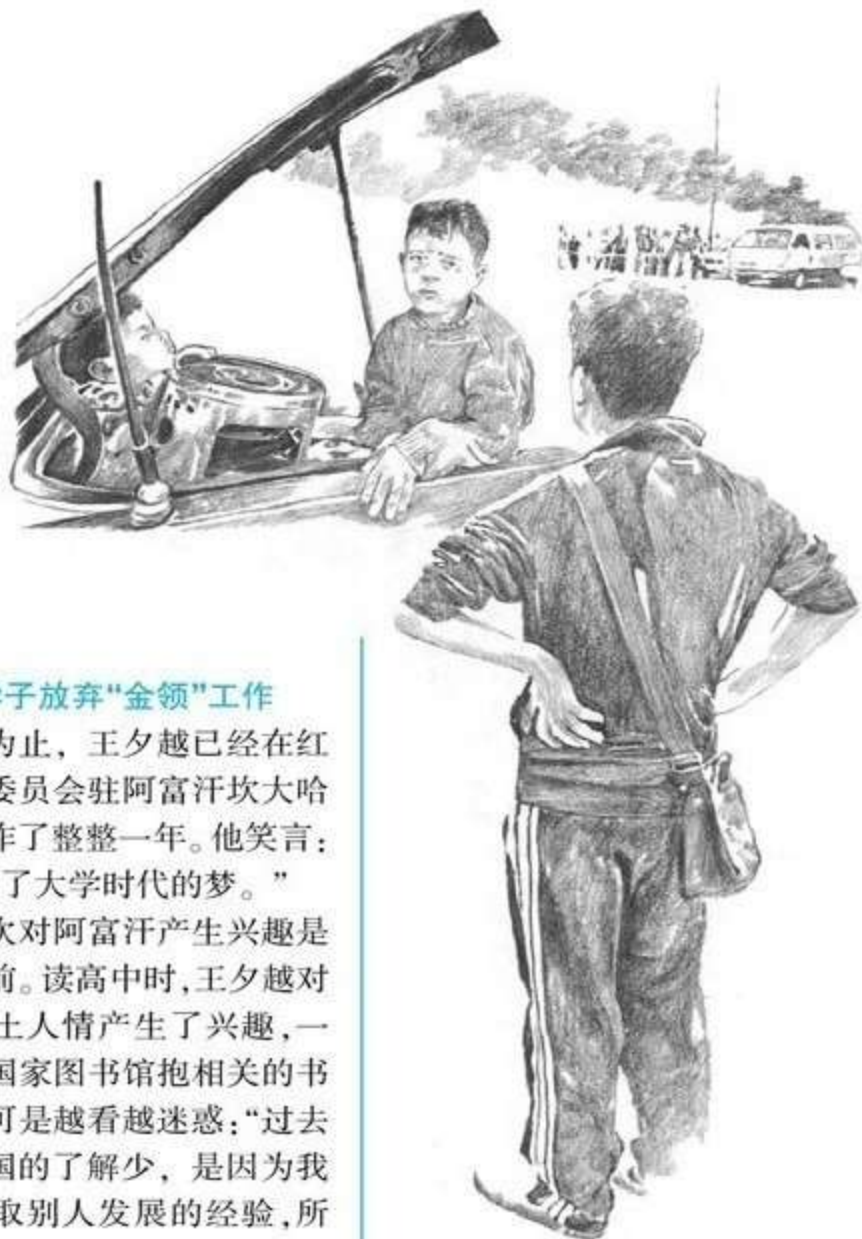 学子放弃“金领”工作
为止，王夕越已经在红
委员会驻阿富汗坎大哈
作了整整一年。他笑言：
了大学时代的梦。”
次对阿富汗产生兴趣是
前。读高中时，王夕越对
土人情产生了兴趣，一
国家图书馆抱相关的书
可是越看越迷惑：“过去
国的了解少，是因为我
取别人发展的经验，所